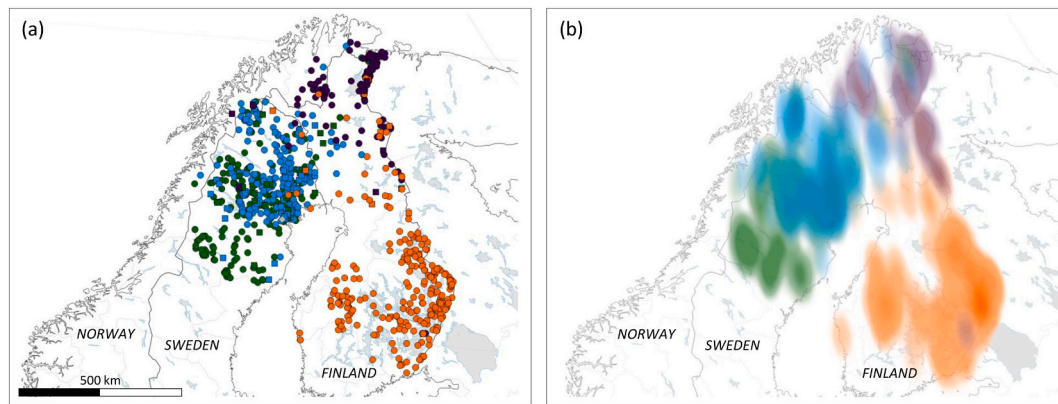 (a)
NORWAY
SWEDEN
FINLAND
500 km
(b)
NORWAY
SWEDEN
FINLAND